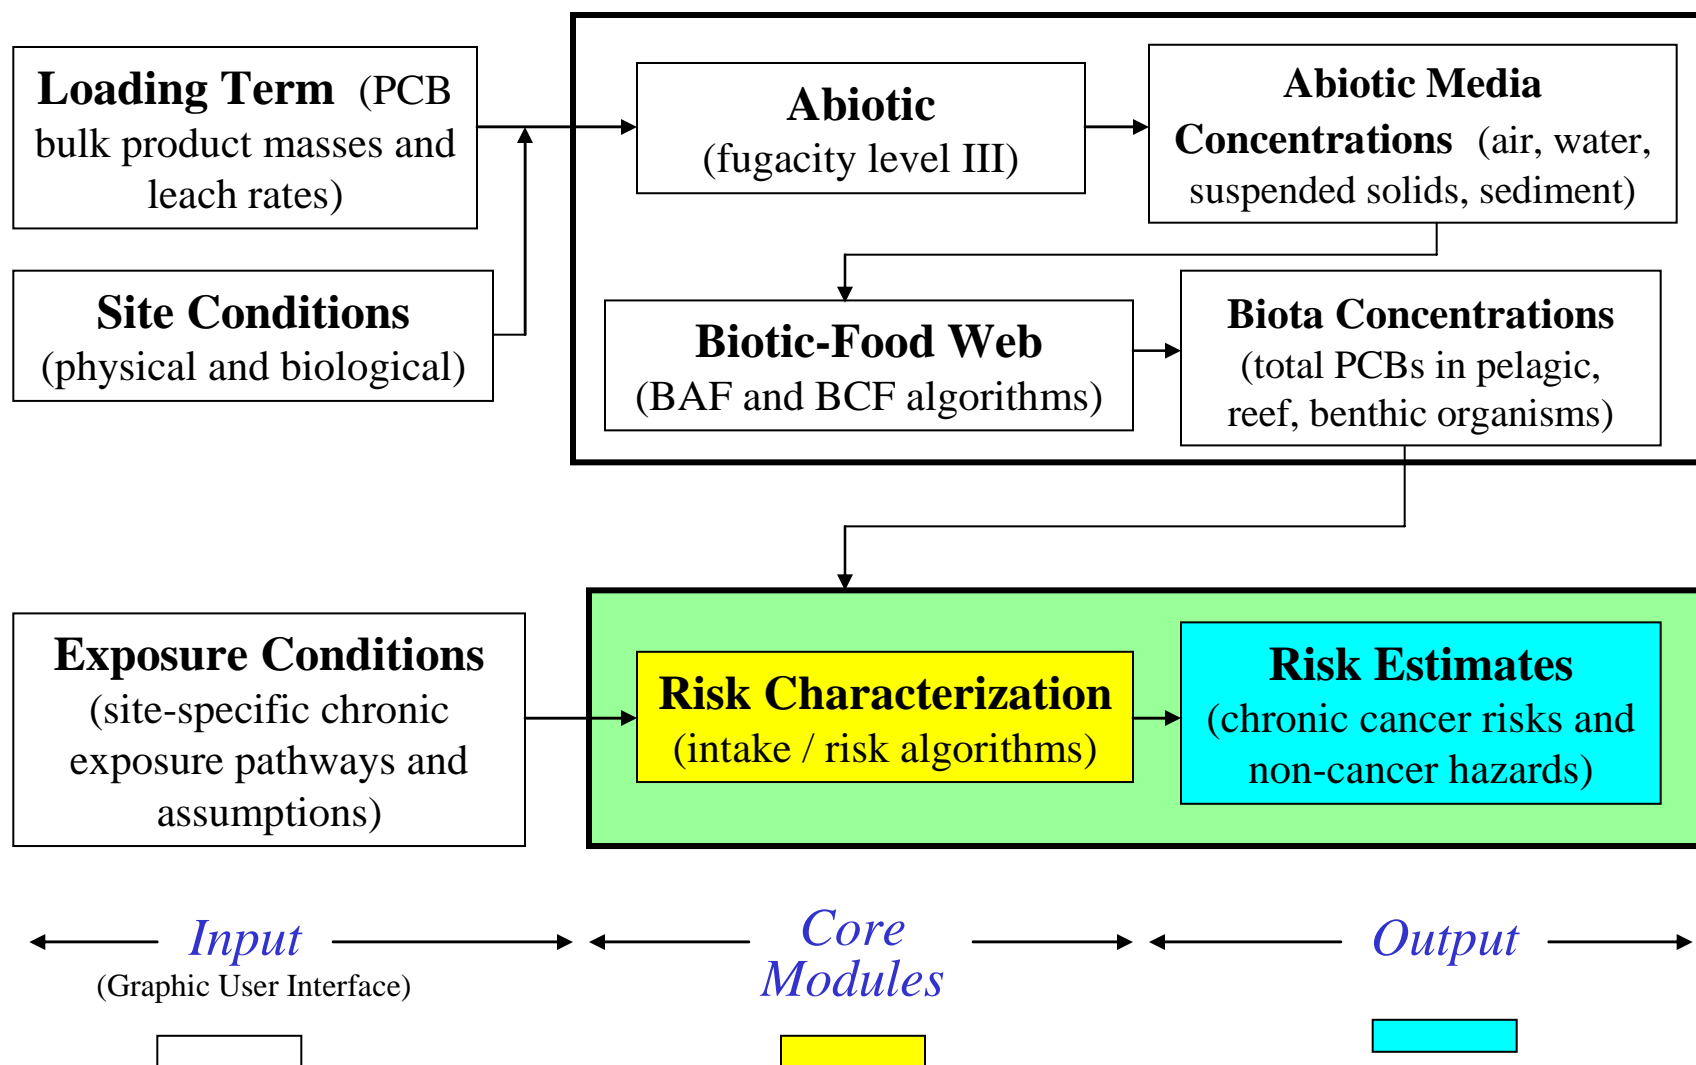 Loading Term (PCB
bulk product masses and
leach rates)
Abiotic
(fugacity level III)
Abiotic Media
Concentrations (air, water,
suspended solids, sediment)
Site Conditions
(physical and biological)
Biotic-Food Web
(BAF and BCF algorithms)
Biota Concentrations
(total PCBs in pelagic,
reef, benthic organisms)
Exposure Conditions
(site-specific chronic
exposure pathways and
assumptions)
Risk Characterization
(intake / risk algorithms)
Risk Estimates
(chronic cancer risks and
non-cancer hazards)
Input
(Graphic User Interface)
Core
Modules
Output